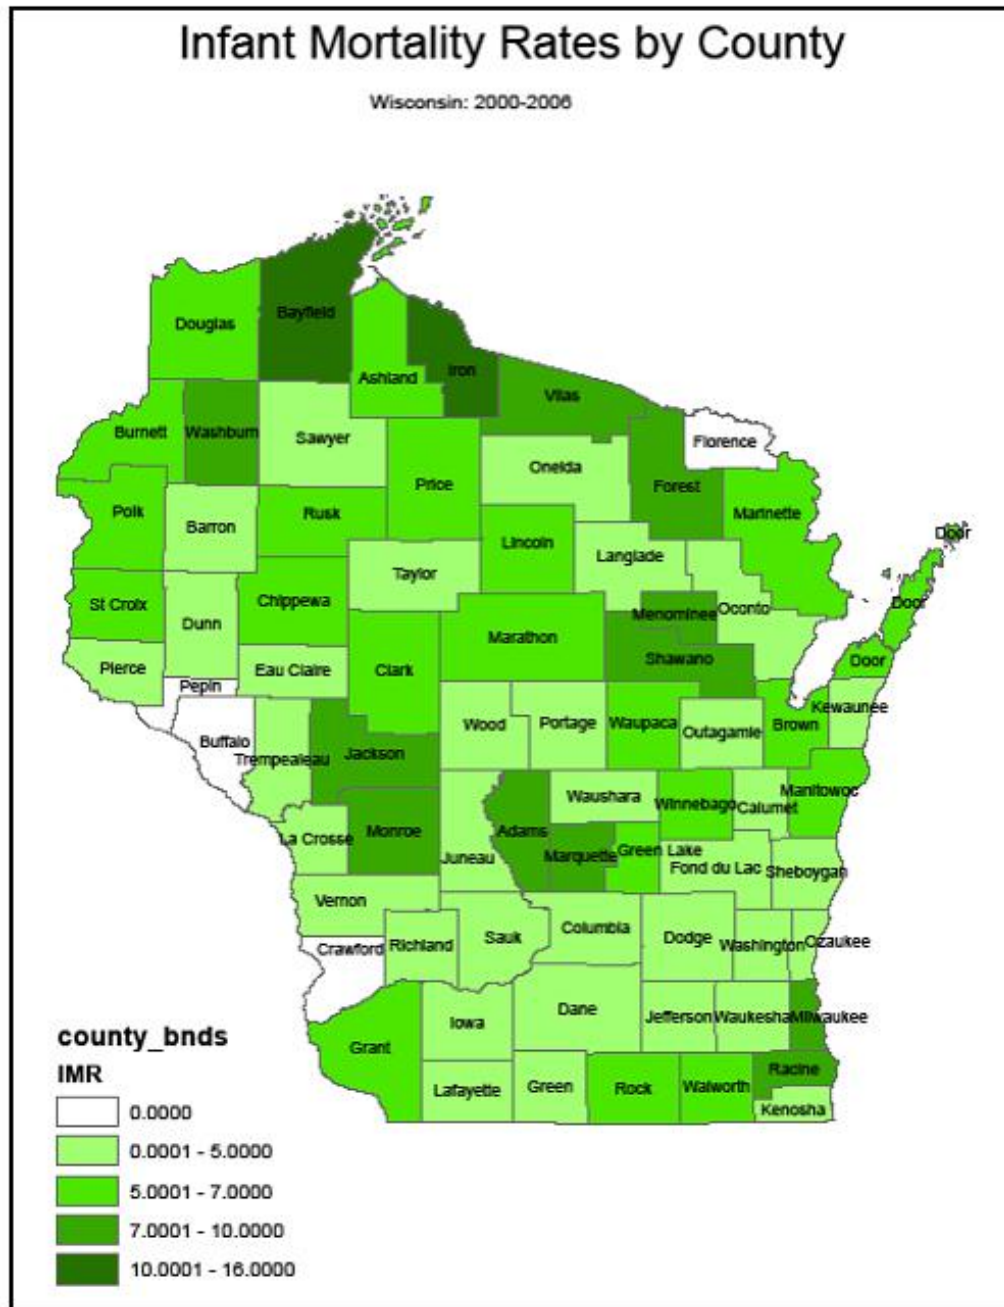 Infant Mortality Rates by County
Wisconsin: 2000-2006
Bayfield
Douglas
Iron
Ashland
Vilas
Burnett
Washburn
Sawyer
Florence
Oneida
Price
Forest
Polk
Rusk
Marinette
Barron
Lincoln
Door
Langlade
Taylor
St Croix
Chippewa
Door
Menominee
Oconto
Dunn
Marathon
Shawano
Door
Pierce
Eau Claire
Clark
Pepin
Kewaunee
Wood
Portage
Waupaca
Brown
Outagamie
Buffalo
Jackson
Trempealeau
Manitowoc
Waushara
Winnebago
Calumet
Monroe
Adams
La Crosse
Green Lake
Marquette
Juneau
Fond du Lac
Sheboygan
Vernon
Columbia
Sauk
Dodge
Richland
Washington
Ozaukee
Crawford
Dane
Jefferson
Waukesha
Milwaukee
Iowa
Grant
Racine
Green
Rock
Walworth
Lafayette
Kenosha
county_bnds
IMR
0.0000
0.0001 - 5.0000
5.0001 - 7.0000
7.0001 - 10.0000
10.0001 - 16.0000